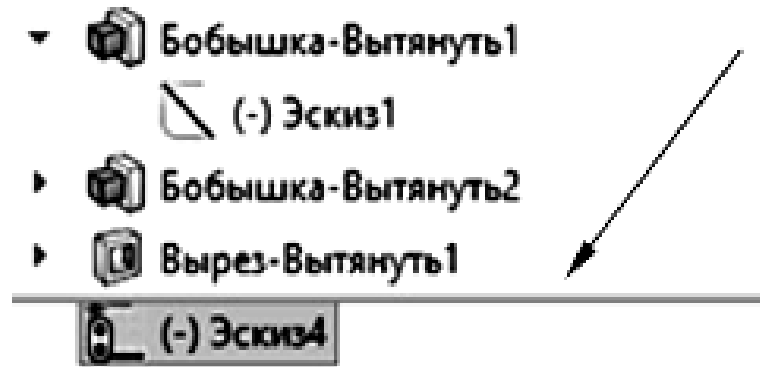 Бобышка-Вытянуть1
(-) Эскиз1
Бобышка-Вытянуть2
Вырез-Вытянуть1
(-) Эскиз4